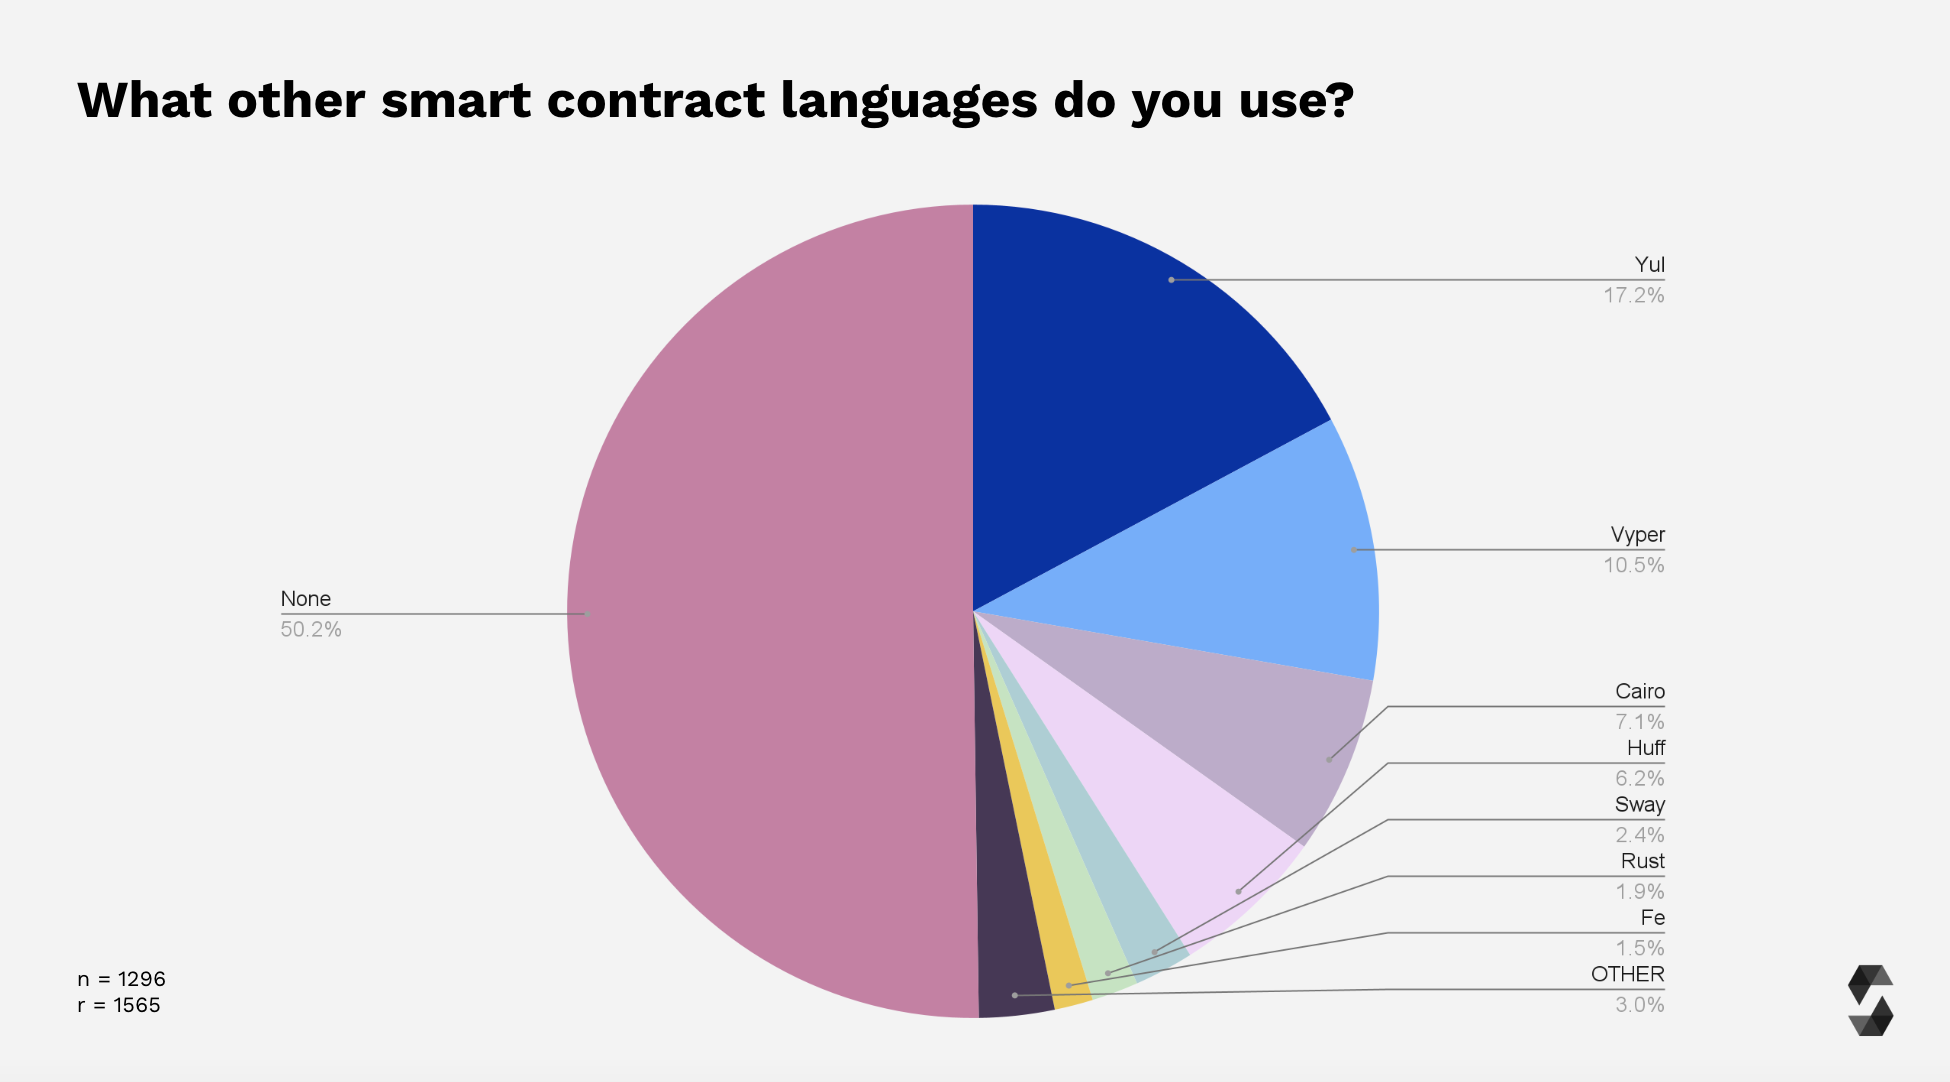 What other smart contract languages do you use?
Yul
17.2%
Vyper
10.5%
None
50.2%
Cairo
7.1%
Huff
6.2%
Sway
2.4%
Rust
1.9%
Fe
1.5%
OTHER
3.0%
n = 1296
r = 1565